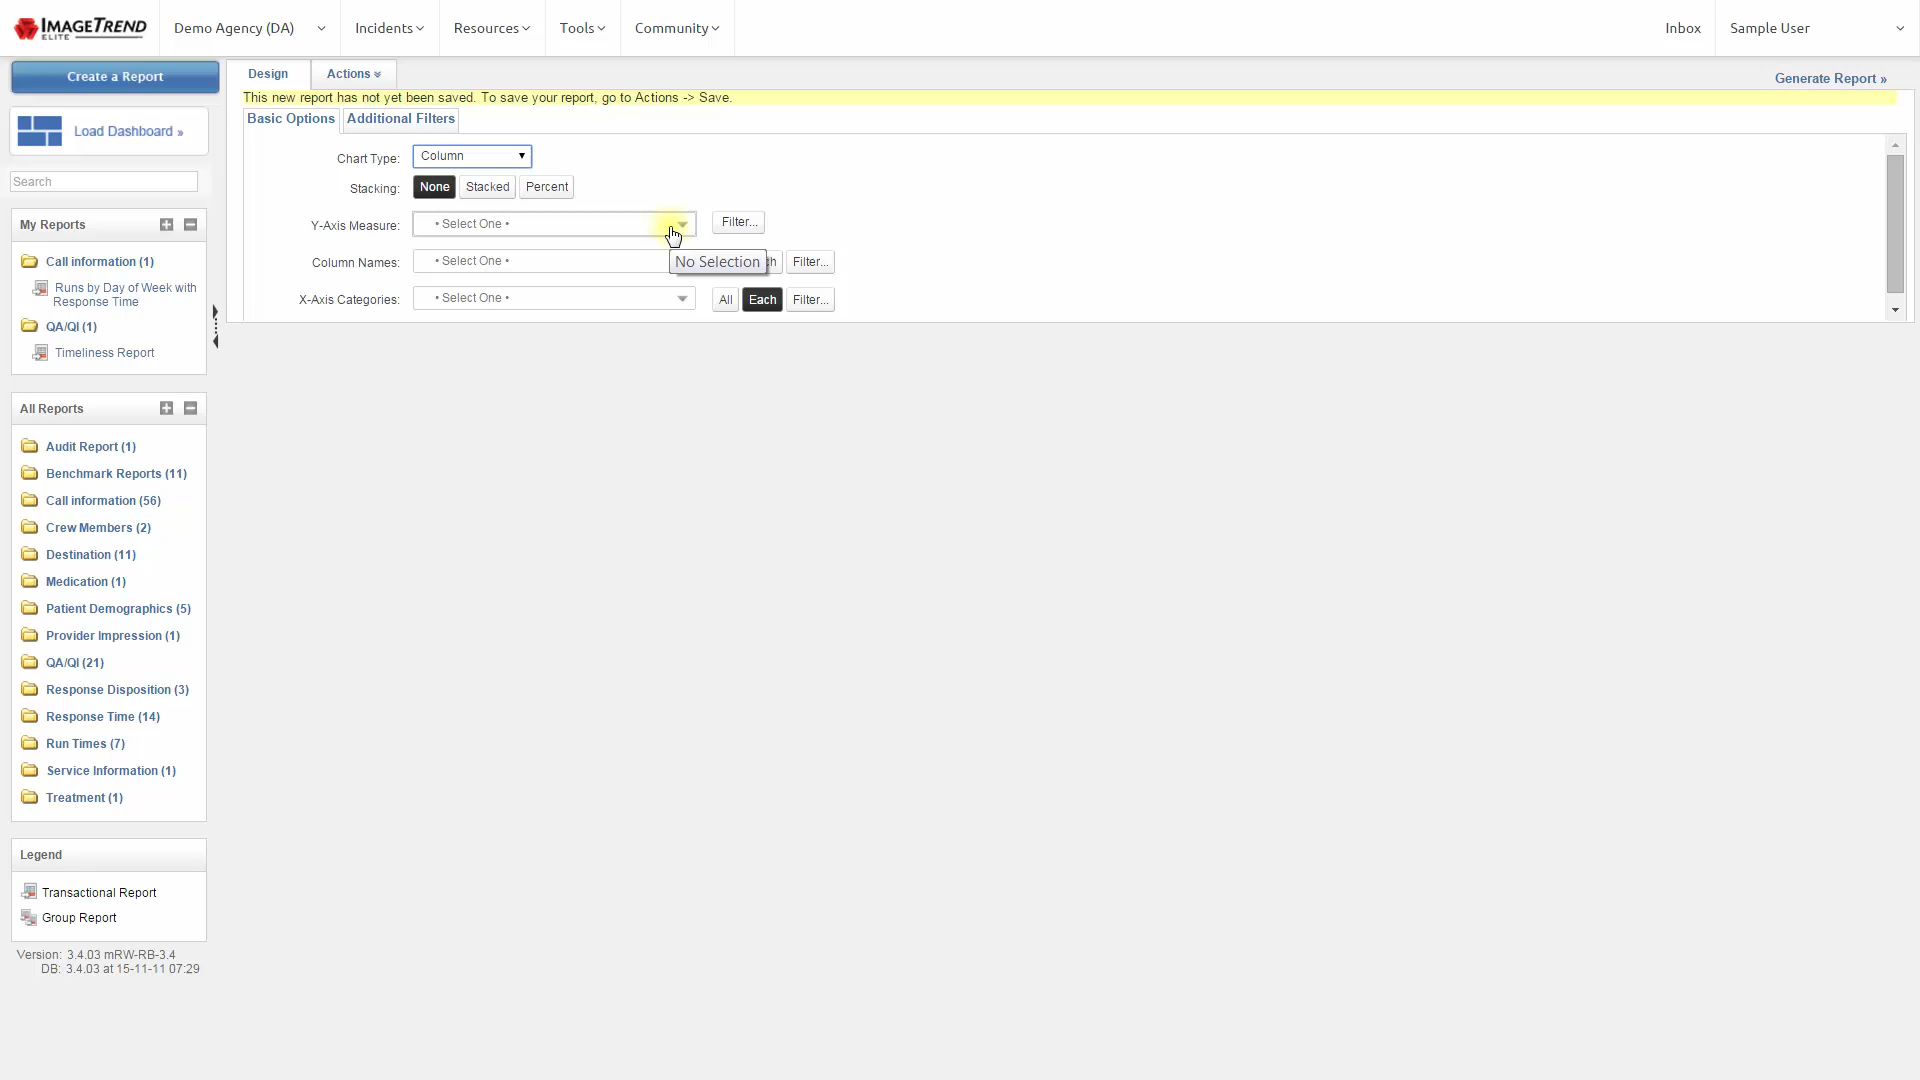 IMAGETREND
ELITE
Demo Agency (DA)
Incidents
Resources
Tools
Community
Inbox
Sample User
Create a Report
Load Dashboard »
Search
My Reports
Call information (1)
Runs by Day of Week with
Response Time
QA/QI (1)
Timeliness Report
All Reports
Audit Report (1)
Benchmark Reports (11)
Call information (56)
Crew Members (2)
Destination (11)
Medication (1)
Patient Demographics (5)
Provider Impression (1)
QA/QI (21)
Response Disposition (3)
Response Time (14)
Run Times (7)
Service Information (1)
Treatment (1)
Legend
Transactional Report
Group Report
Version: 3.4.03 mRW-RB-3.4
DB: 3.4.03 at 15-11-11 07:29
Design
Actions
Generate Report »
This new report has not yet been saved. To save your report, go to Actions -> Save.
Basic Options
Additional Filters
Chart Type: Column
Stacking: None Stacked Percent
Y-Axis Measure: • Select One • Filter...
Column Names: • Select One • Filter...
No Selection
X-Axis Categories: • Select One • All Each Filter...